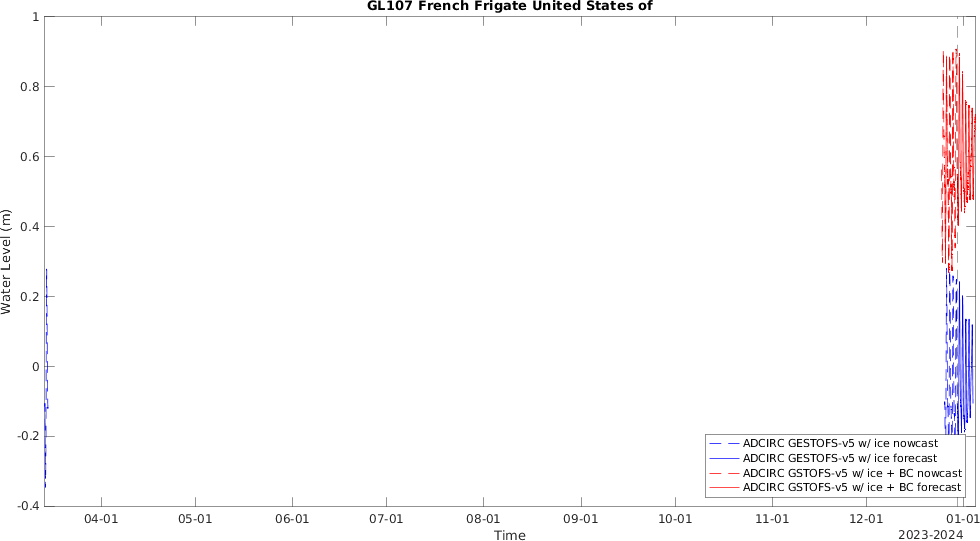 GL107 French Frigate United States of
1
0.8
0.6
0.4
0.2
0
-0.2
-0.4
Water Level (m)
ADCIRC GESTOFS-v5 w/ ice nowcast
ADCIRC GESTOFS-v5 w/ ice forecast
ADCIRC GSTOFS-v5 w/ ice + BC nowcast
ADCIRC GSTOFS-v5 w/ ice + BC forecast
04-01 05-01 06-01 07-01 08-01 09-01 10-01 11-01 12-01 01-01
Time
2023-2024